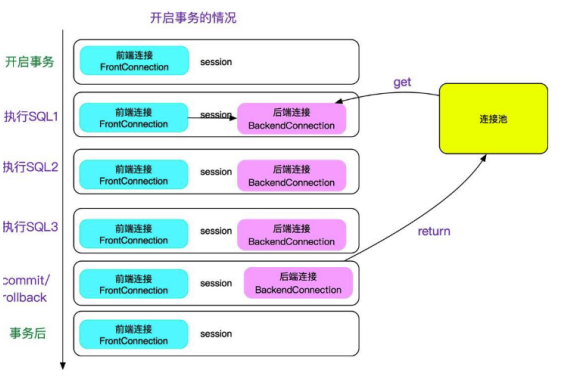 开启事务的情况
开启事务
前端连接
FrontConnection
session
get
执行SQL1
前端连接
FrontConnection
session
后端连接
BackendConnection
连接池
执行SQL2
前端连接
FrontConnection
session
后端连接
BackendConnection
执行SQL3
前端连接
FrontConnection
session
后端连接
BackendConnection
return
commit/
rollback
前端连接
FrontConnection
session
后端连接
BackendConnection
事务后
前端连接
FrontConnection
session